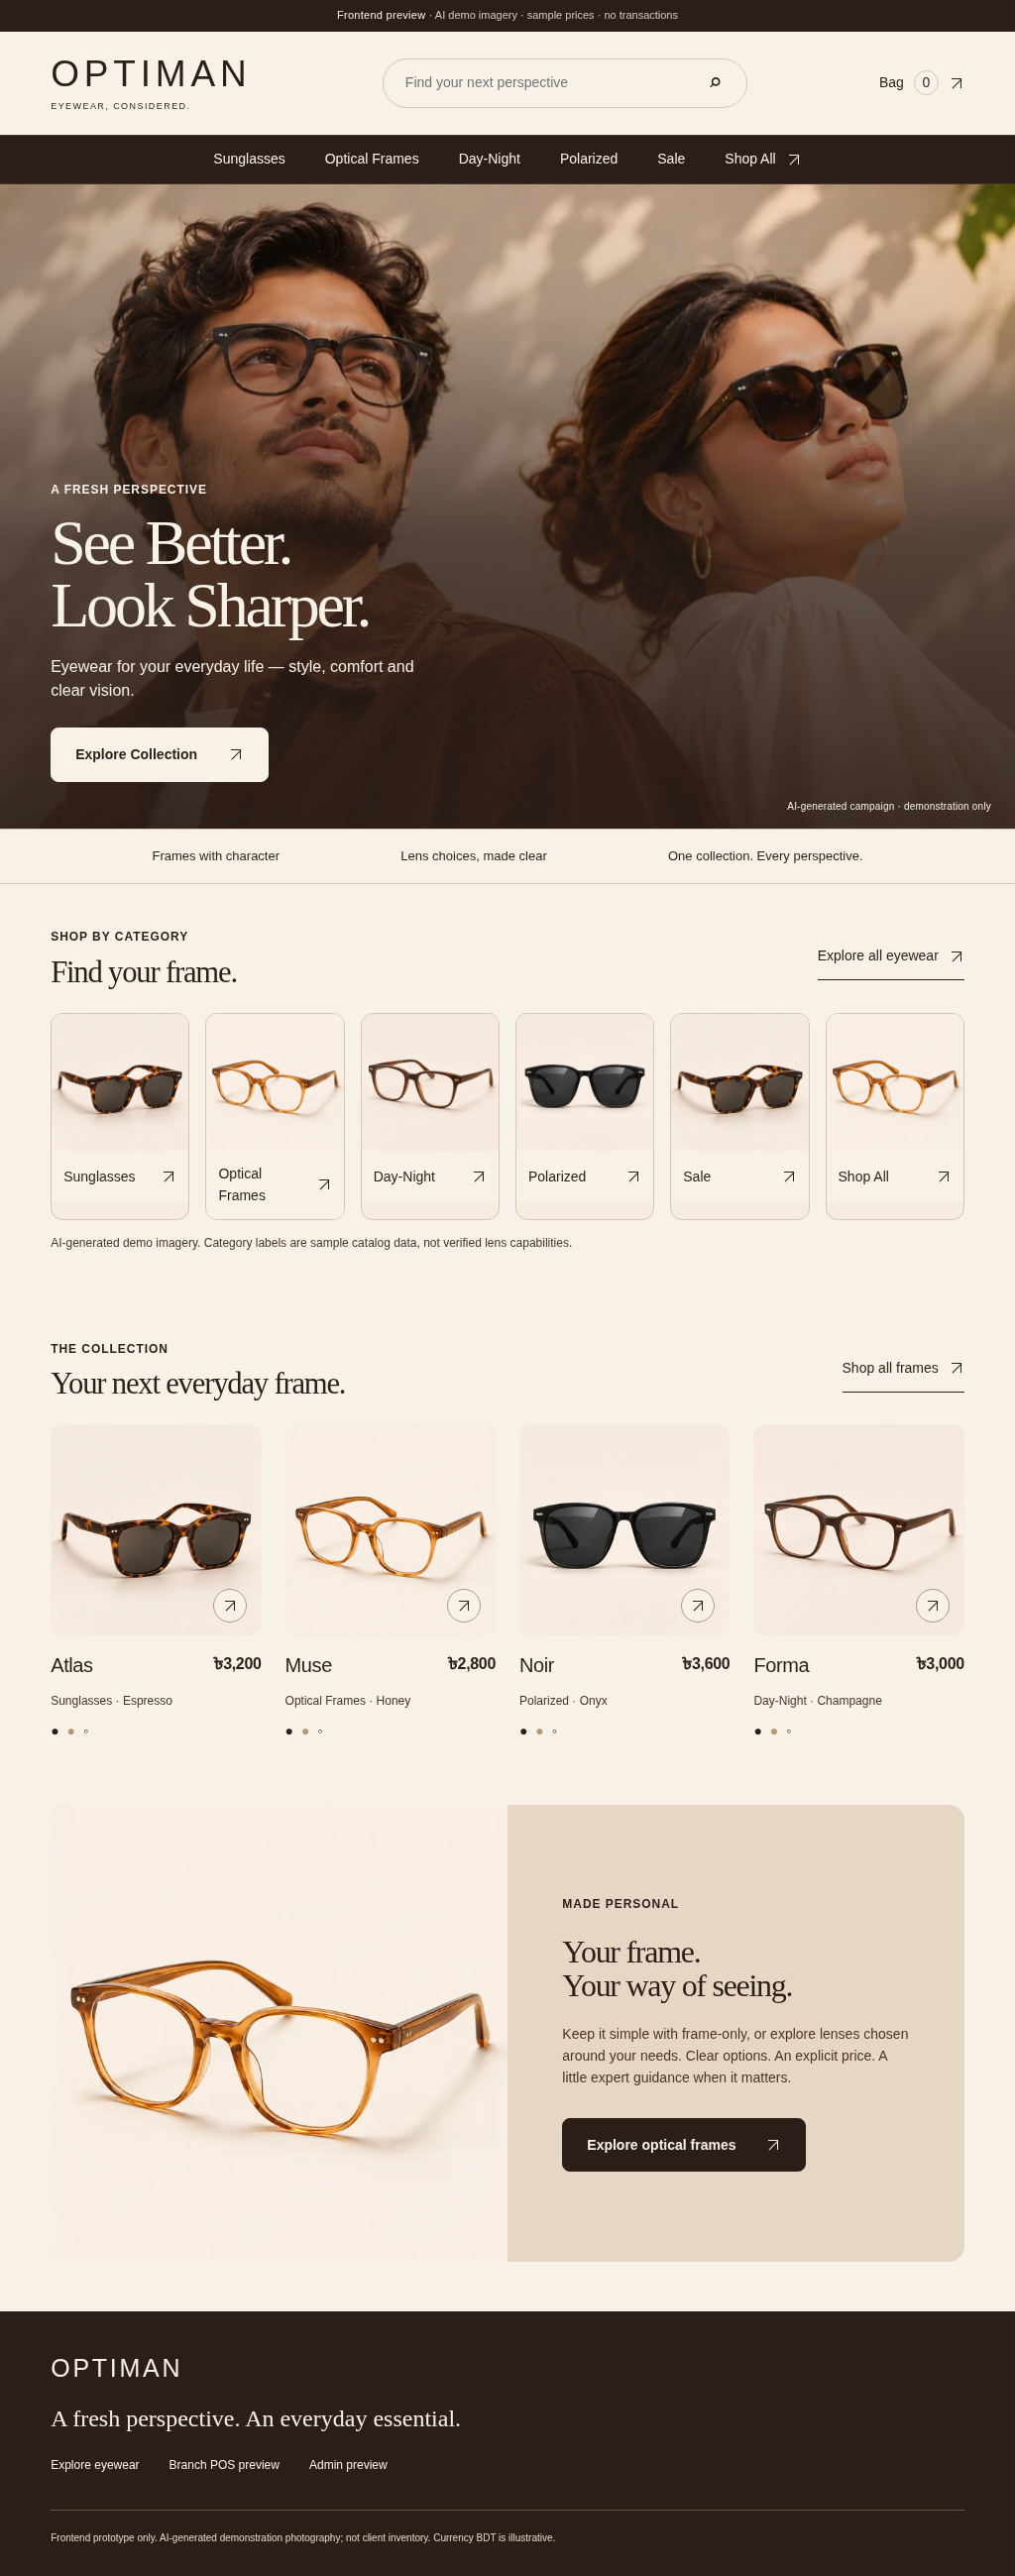 Frontend preview · AI demo imagery · sample prices · no transactions
OPTIMAN
EYEWEAR, CONSIDERED.
Find your next perspective
Bag 0
Sunglasses Optical Frames Day-Night Polarized Sale Shop All
A FRESH PERSPECTIVE
See Better.
Look Sharper.
Eyewear for your everyday life — style, comfort and
clear vision.
Explore Collection
AI-generated campaign · demonstration only
Frames with character Lens choices, made clear One collection. Every perspective.
SHOP BY CATEGORY
Find your frame.
Explore all eyewear
Sunglasses
Optical
Frames
Day-Night
Polarized
Sale
Shop All
AI-generated demo imagery. Category labels are sample catalog data, not verified lens capabilities.
THE COLLECTION
Your next everyday frame.
Shop all frames
Atlas ৳3,200
Sunglasses · Espresso
Muse ৳2,800
Optical Frames · Honey
Noir ৳3,600
Polarized · Onyx
Forma ৳3,000
Day-Night · Champagne
MADE PERSONAL
Your frame.
Your way of seeing.
Keep it simple with frame-only, or explore lenses chosen
around your needs. Clear options. An explicit price. A
little expert guidance when it matters.
Explore optical frames
OPTIMAN
A fresh perspective. An everyday essential.
Explore eyewear Branch POS preview Admin preview
Frontend prototype only. AI-generated demonstration photography; not client inventory. Currency BDT is illustrative.